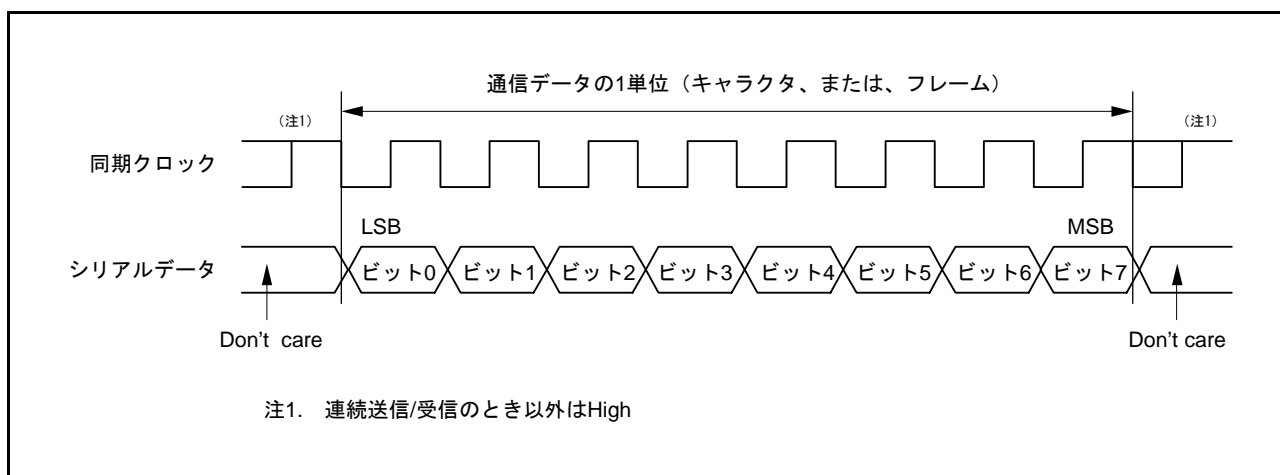 通信データの1単位（キャラクタ、または、フレーム）
（注1）
（注1）
同期クロック
LSB
MSB
シリアルデータ
ビット0
ビット1
ビット2
ビット3
ビット4
ビット5
ビット6
ビット7
Don't care
Don't care
注1. 連続送信/受信のとき以外はHigh